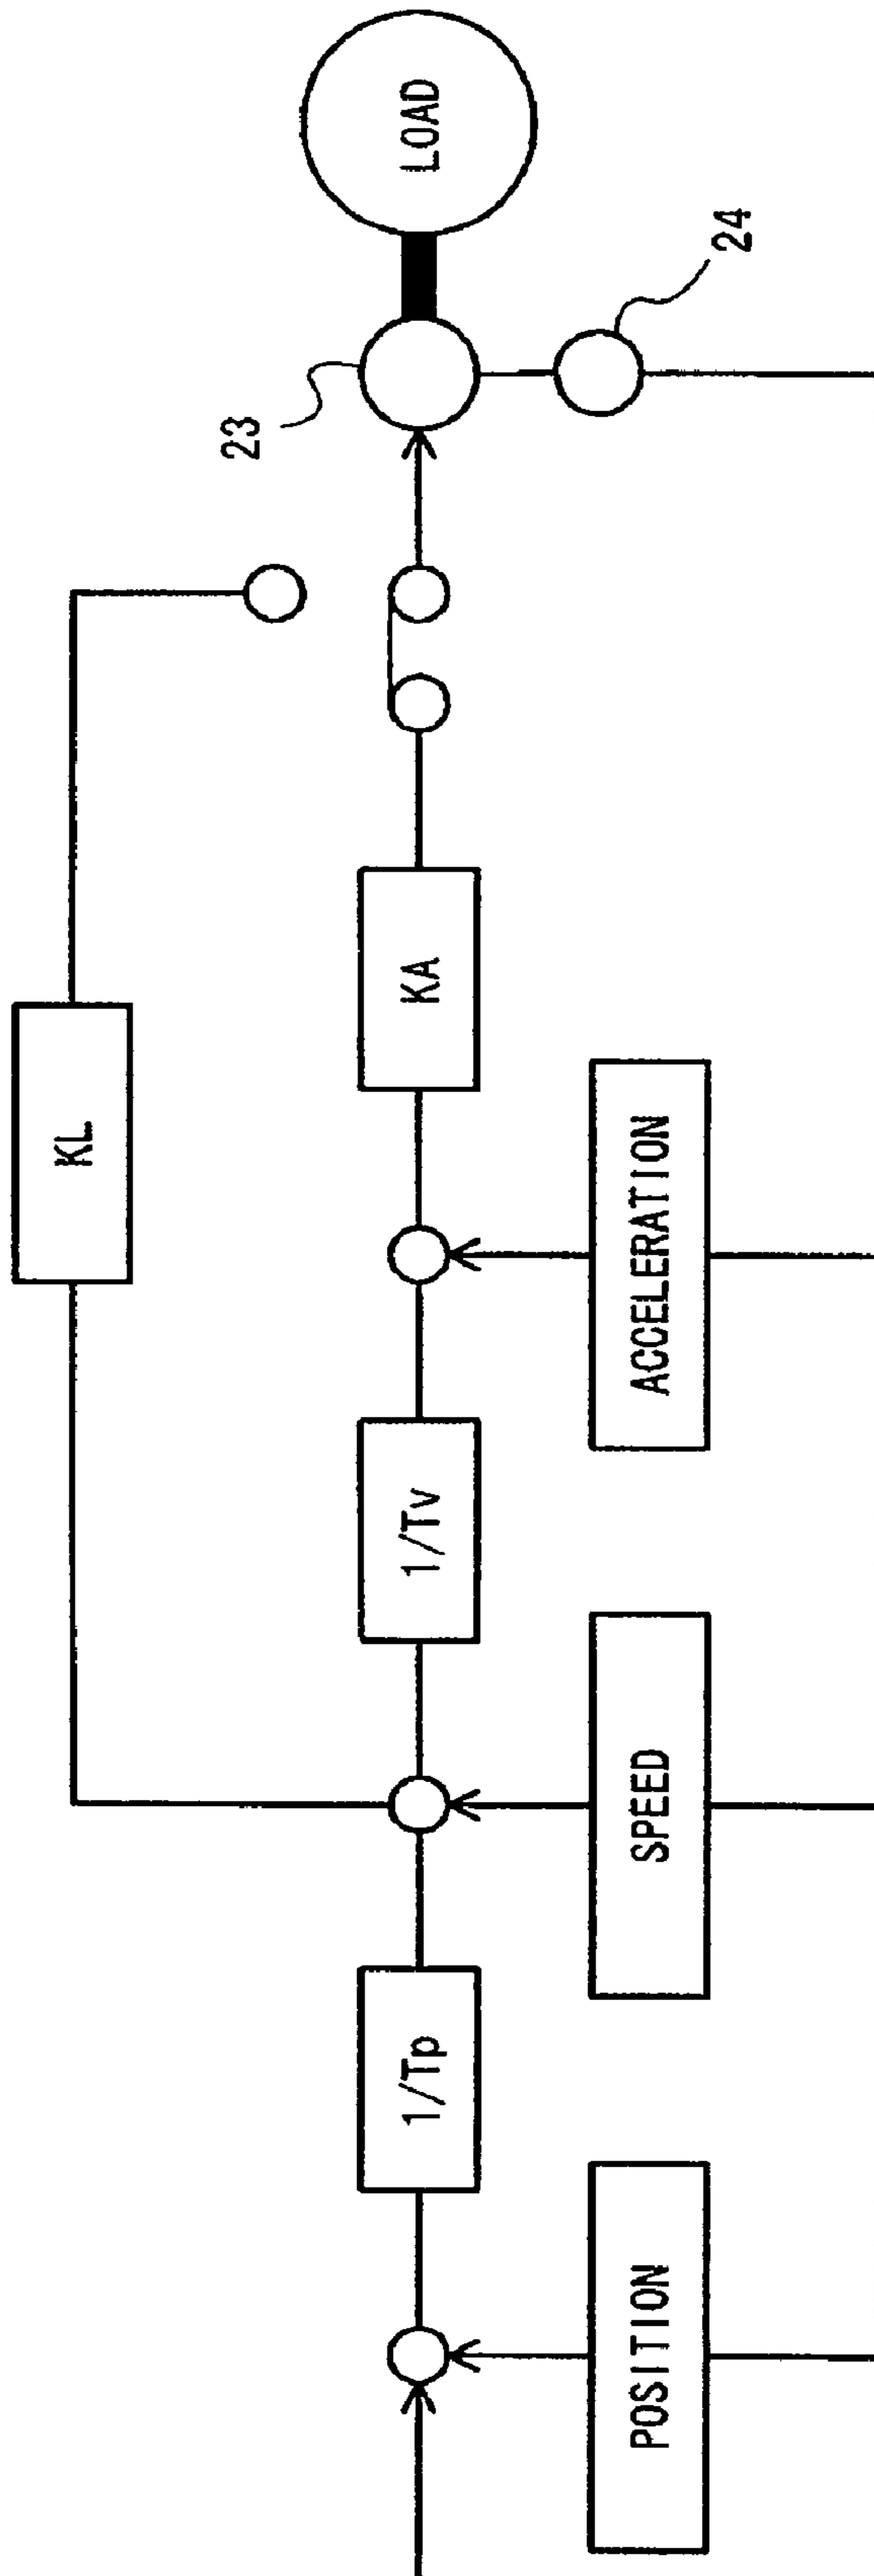 KL
23
LOAD
1/Tp
1/Tv
KA
24
POSITION
SPEED
ACCELERATION